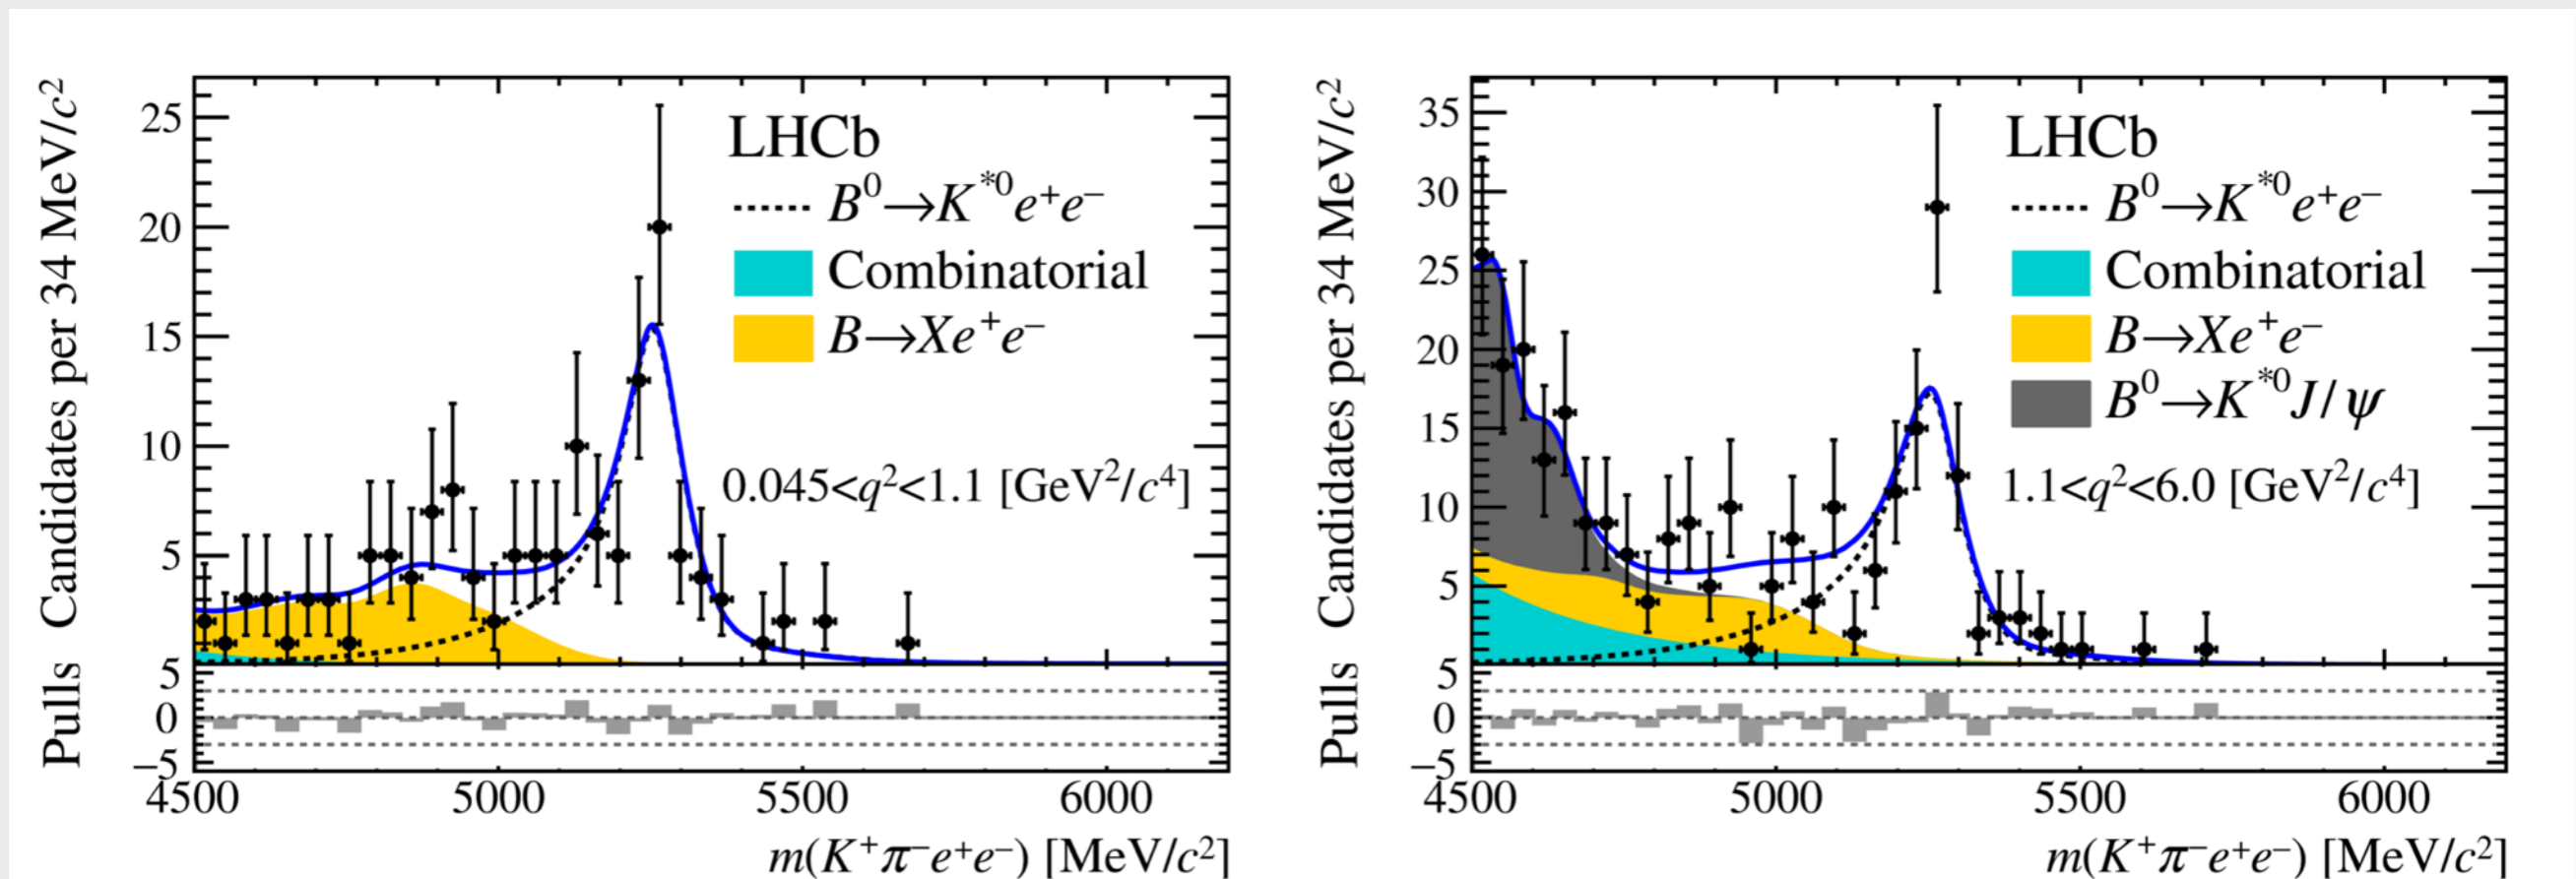 Candidates per 34 MeV/c²
Pulls
25
20
15
10
5
5
0
−5
LHCb
B⁰→K*⁰e⁺e⁻
Combinatorial
B→Xe⁺e⁻
0.045<q²<1.1 [GeV²/c⁴]
4500 5000 5500 6000
m(K⁺π⁻e⁺e⁻) [MeV/c²]
Candidates per 34 MeV/c²
Pulls
35
30
25
20
15
10
5
5
0
−5
LHCb
B⁰→K*⁰e⁺e⁻
Combinatorial
B→Xe⁺e⁻
B⁰→K*⁰J/ψ
1.1<q²<6.0 [GeV²/c⁴]
4500 5000 5500 6000
m(K⁺π⁻e⁺e⁻) [MeV/c²]